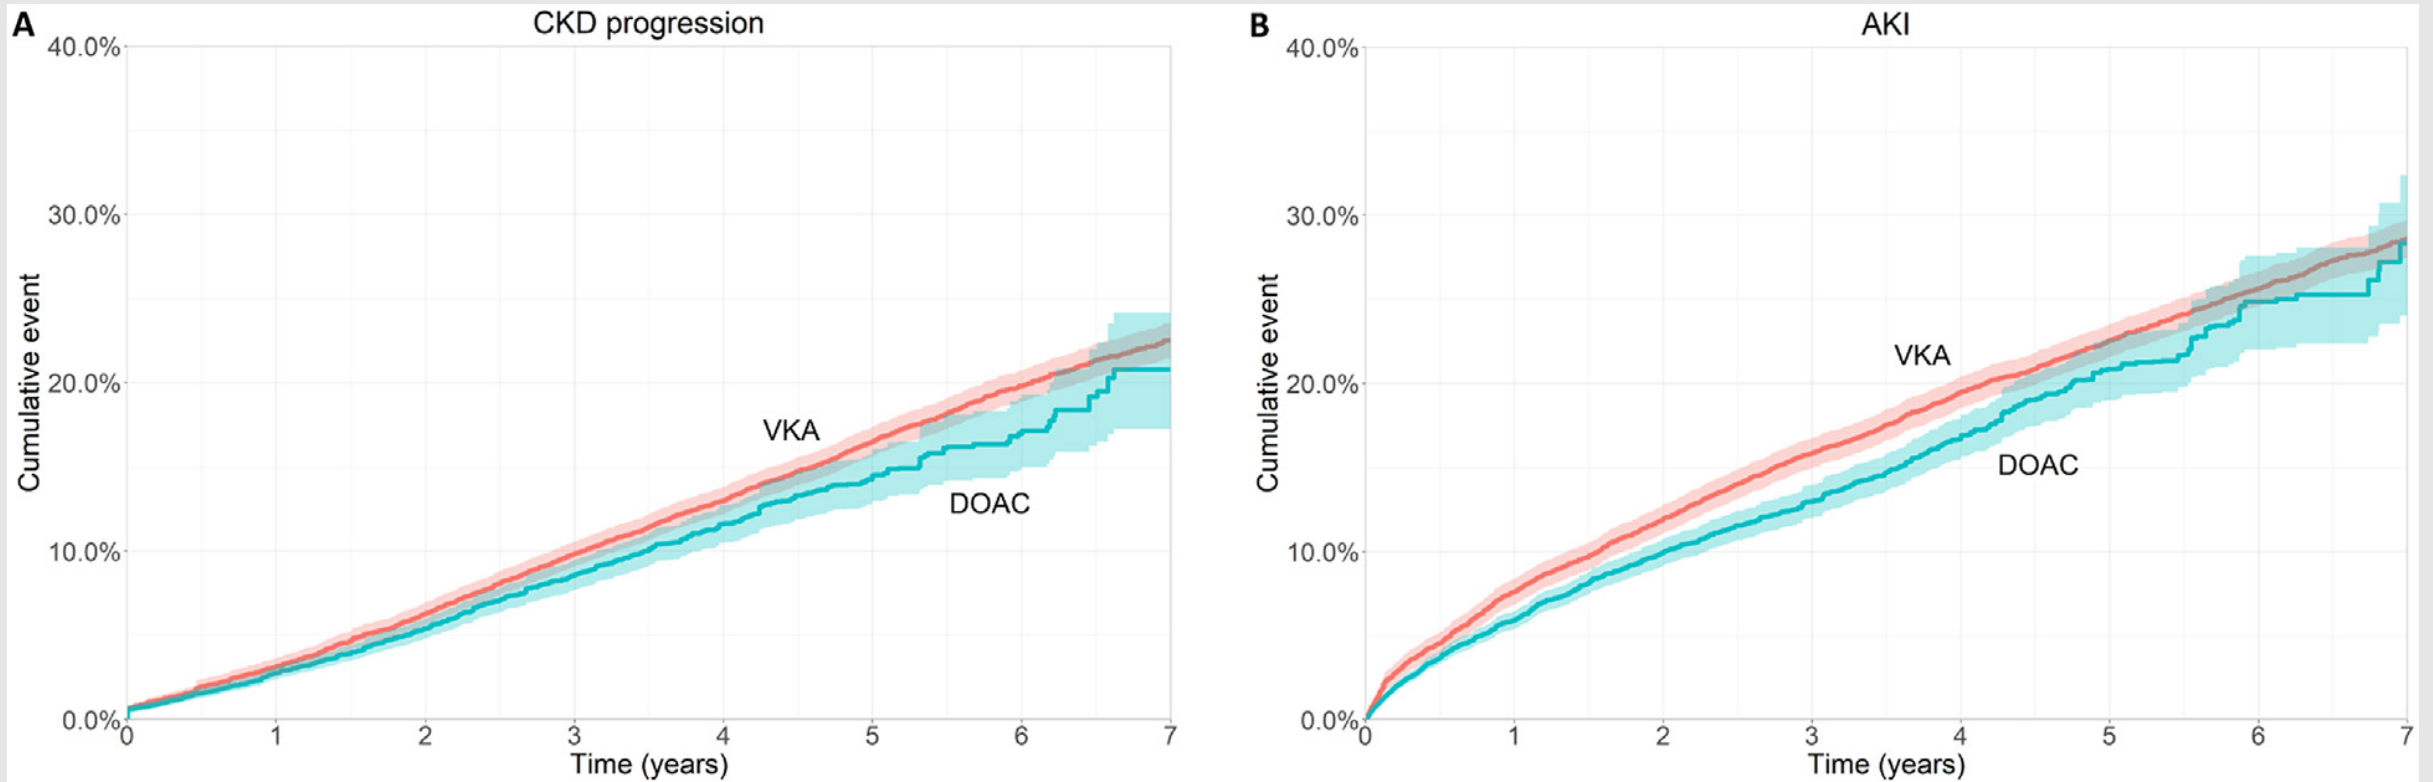 A
CKD progression
40.0%
30.0%
20.0%
10.0%
0.0%
Cumulative event
VKA
DOAC
0 1 2 3 4 5 6 7
Time (years)
B
AKI
40.0%
30.0%
20.0%
10.0%
0.0%
Cumulative event
VKA
DOAC
0 1 2 3 4 5 6 7
Time (years)